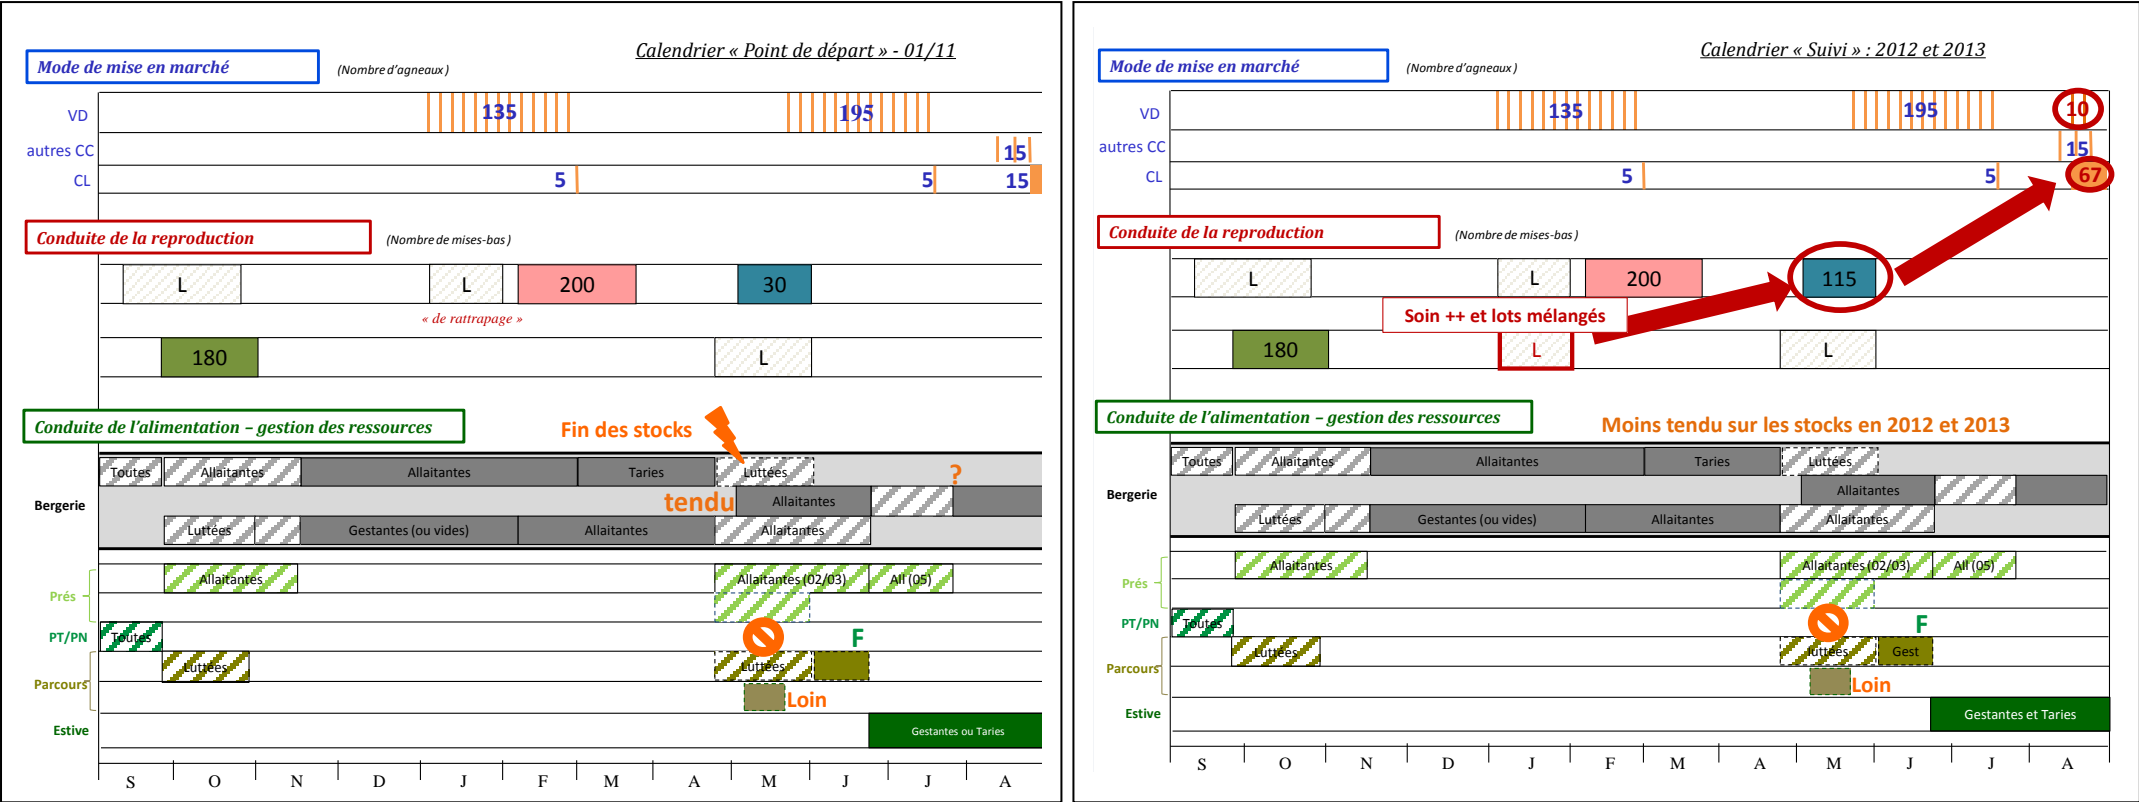 Calendrier « Point de départ » - 01/11
Mode de mise en marché
(Nombre d'agneaux )
VD
135
195
autres CC
15
CL
5
5
15
Conduite de la reproduction
(Nombre de mises-bas )
L
L
200
30
« de rattrapage »
180
L
Conduite de l'alimentation – gestion des ressources
Fin des stocks
Toutes
Allaitantes
Allaitantes
Taries
Luttées
?
Bergerie
tendu
Allaitantes
Luttées
Gestantes (ou vides)
Allaitantes
Allaitantes
Allaitantes
Allaitantes (02/03)
All (05)
Prés
PT/PN
Toutes
F
Luttées
Luttées
Parcours
Loin
Estive
Gestantes ou Taries
S O N D J F M A M J J A
Calendrier « Suivi » : 2012 et 2013
Mode de mise en marché
(Nombre d'agneaux )
VD
135
195
10
autres CC
15
CL
5
5
67
Conduite de la reproduction
(Nombre de mises-bas )
L
L
200
115
Soin ++ et lots mélangés
180
L
L
Conduite de l'alimentation – gestion des ressources
Moins tendu sur les stocks en 2012 et 2013
Toutes
Allaitantes
Allaitantes
Taries
Luttées
Bergerie
Allaitantes
Luttées
Gestantes (ou vides)
Allaitantes
Allaitantes
Allaitantes
Allaitantes (02/03)
All (05)
Prés
PT/PN
Toutes
F
Luttées
luttées
Gest
Parcours
Loin
Estive
Gestantes et Taries
S O N D J F M A M J J A